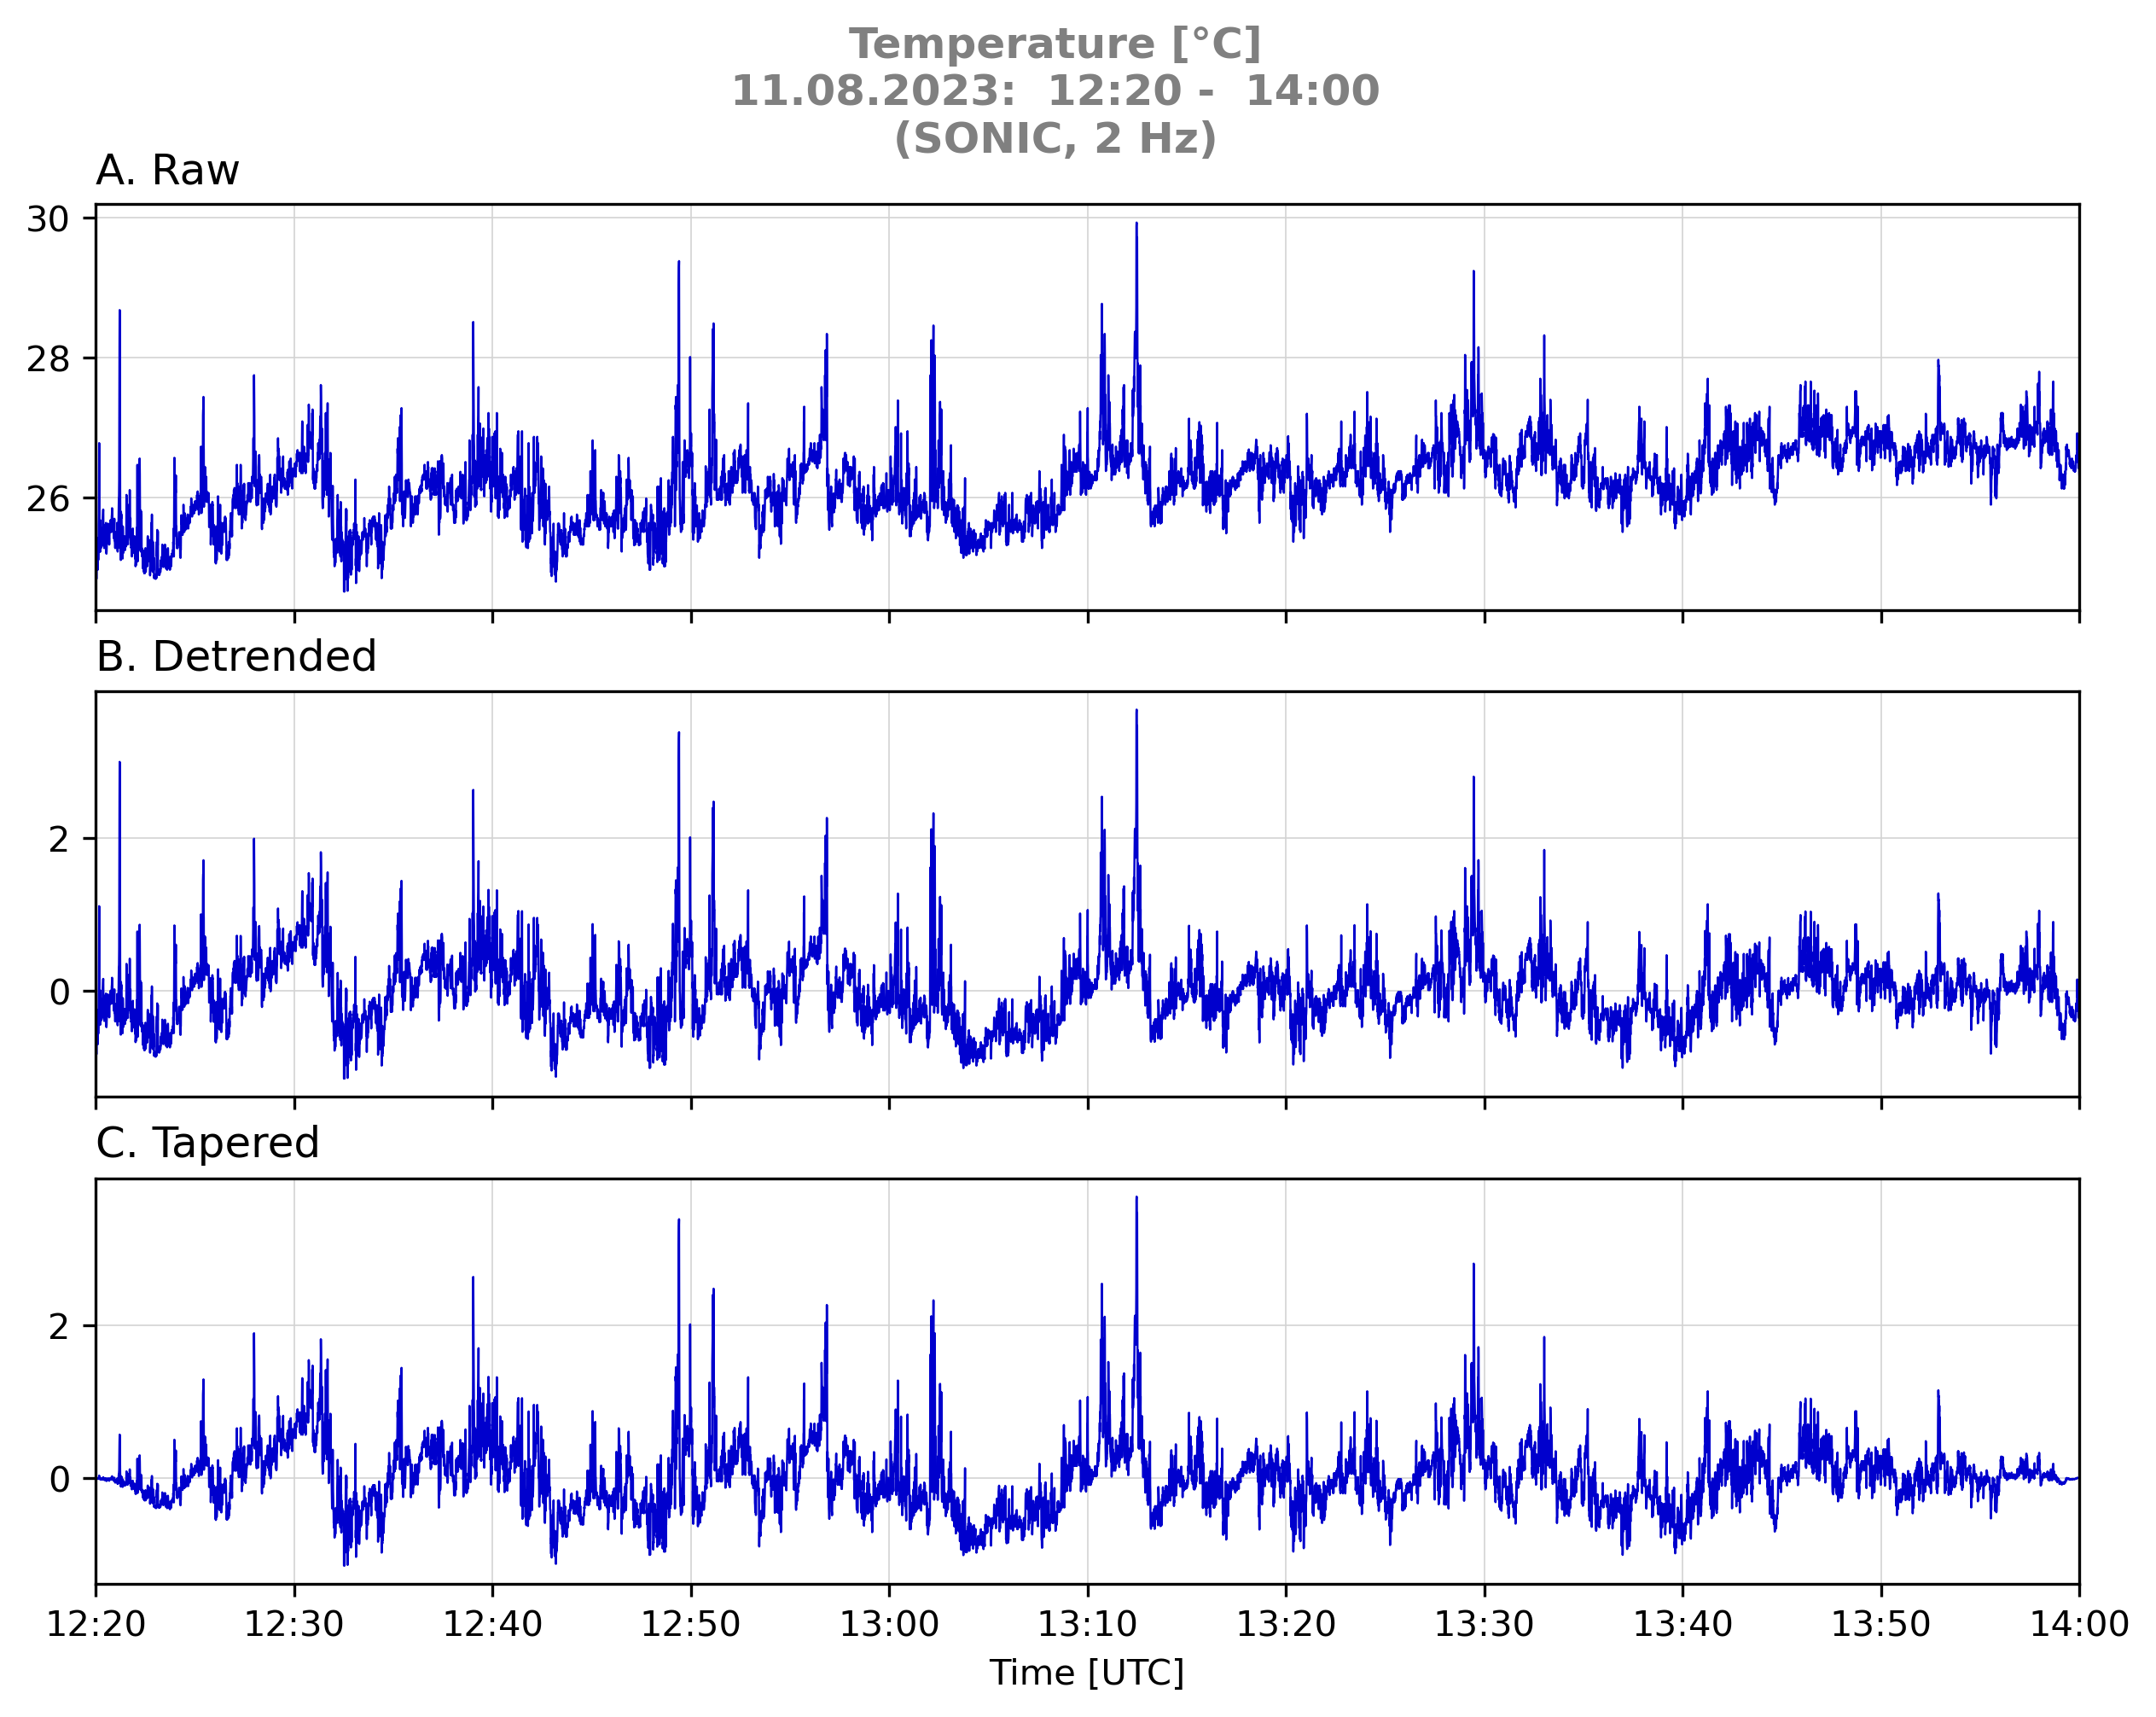 Temperature [°C]
11.08.2023:  12:20 -  14:00
(SONIC, 2 Hz)
A. Raw
30
28
26
B. Detrended
2
0
C. Tapered
2
0
12:20 12:30 12:40 12:50 13:00 13:10 13:20 13:30 13:40 13:50 14:00
Time [UTC]